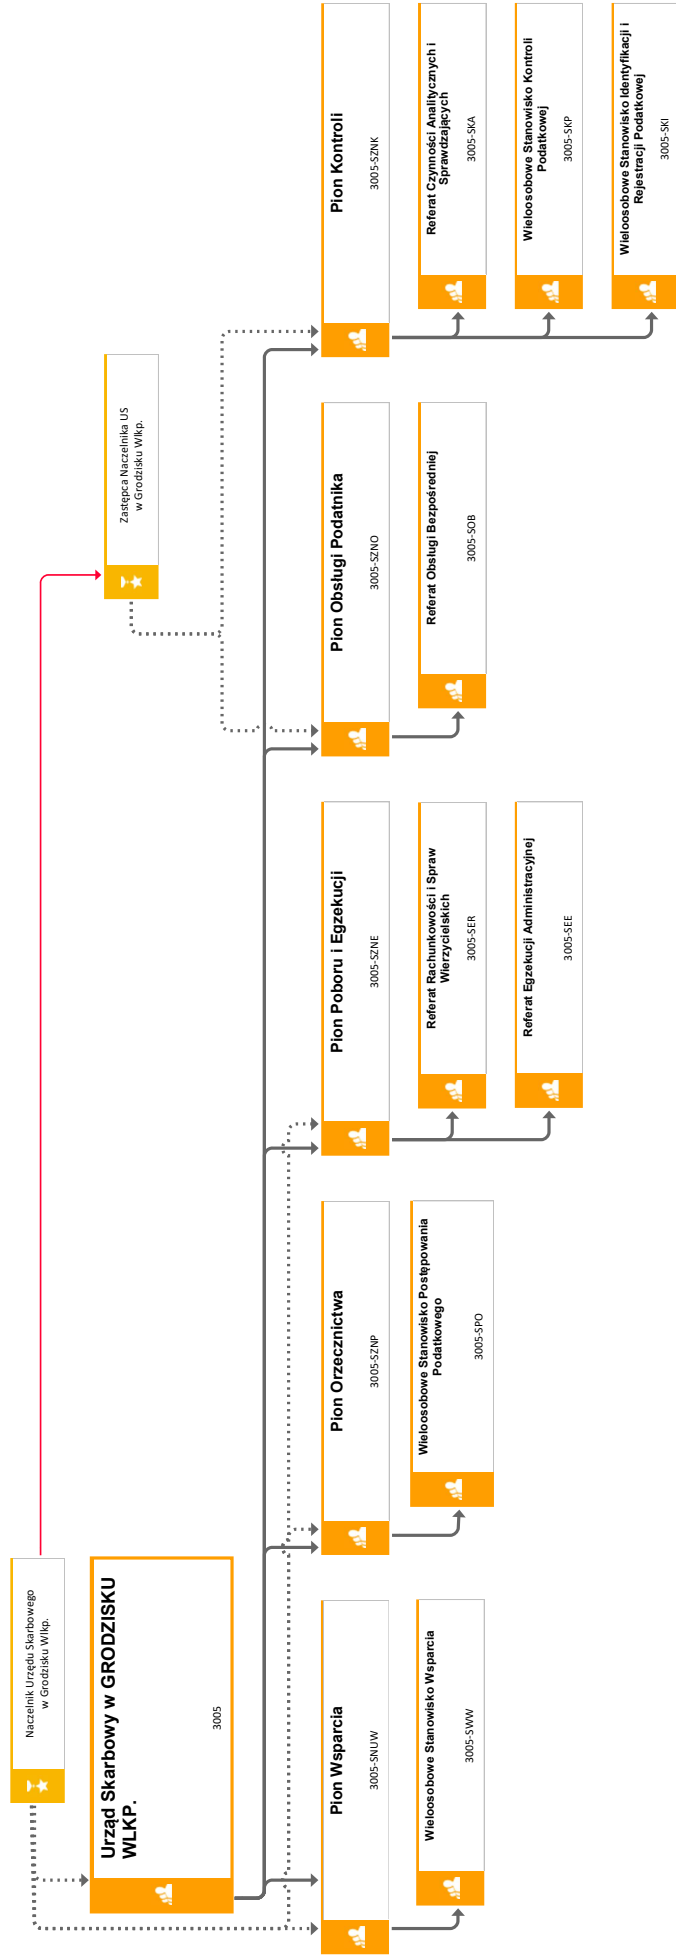 Naczelnik Urzędu Skarbowego
w Grodzisku Wlkp.
Zastępca Naczelnika US
w Grodzisku Wlkp.
Urząd Skarbowy w GRODZISKU
WLKP.
3005
Pion Wsparcia
3005-SNUW
Wieloosobowe Stanowisko Wsparcia
3005-SWW
Pion Orzecznictwa
3005-SZNP
Wieloosobowe Stanowisko Postępowania
Podatkowego
3005-SPO
Pion Poboru i Egzekucji
3005-SZNE
Referat Rachunkowości i Spraw
Wierzycielskich
3005-SER
Referat Egzekucji Administracyjnej
3005-SEE
Pion Obsługi Podatnika
3005-SZNO
Referat Obsługi Bezpośredniej
3005-SOB
Pion Kontroli
3005-SZNK
Referat Czynności Analitycznych i
Sprawdzających
3005-SKA
Wieloosobowe Stanowisko Kontroli
Podatkowej
3005-SKP
Wieloosobowe Stanowisko Identyfikacji i
Rejestracji Podatkowej
3005-SKI